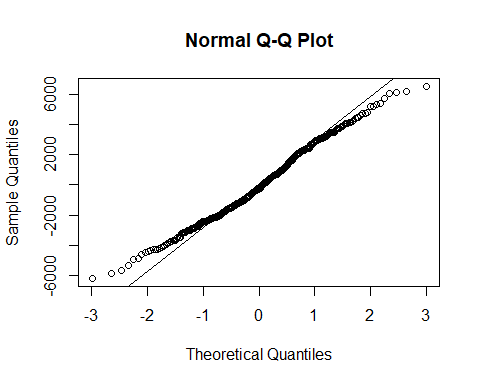 Normal Q-Q Plot
Sample Quantiles
6000
2000
-2000
-6000
-3 -2 -1 0 1 2 3
Theoretical Quantiles